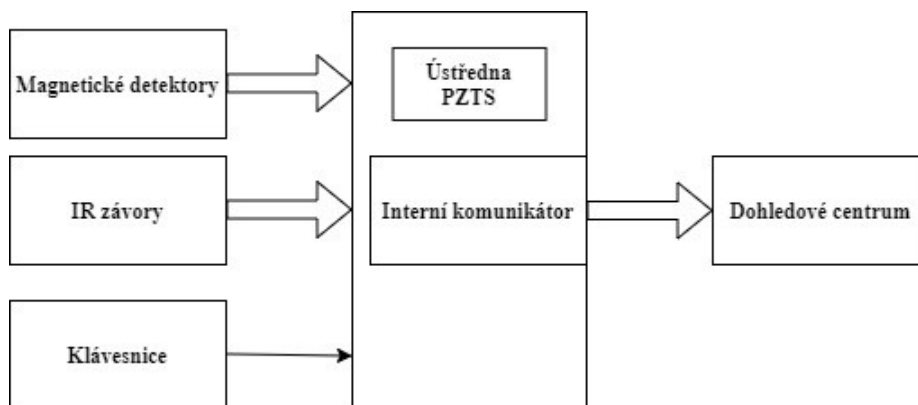 Magnetické detektory
Ústředna
PZTS
IR závory
Interní komunikátor
Dohledové centrum
Klávesnice